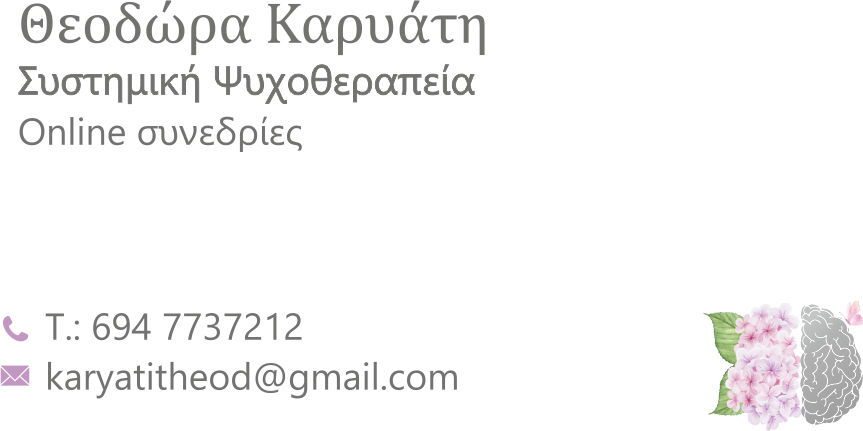 Θεοδώρα Καρυάτη
Συστημική Ψυχοθεραπεία
Online συνεδρίες
Τ.: 694 7737212
karyatitheod@gmail.com